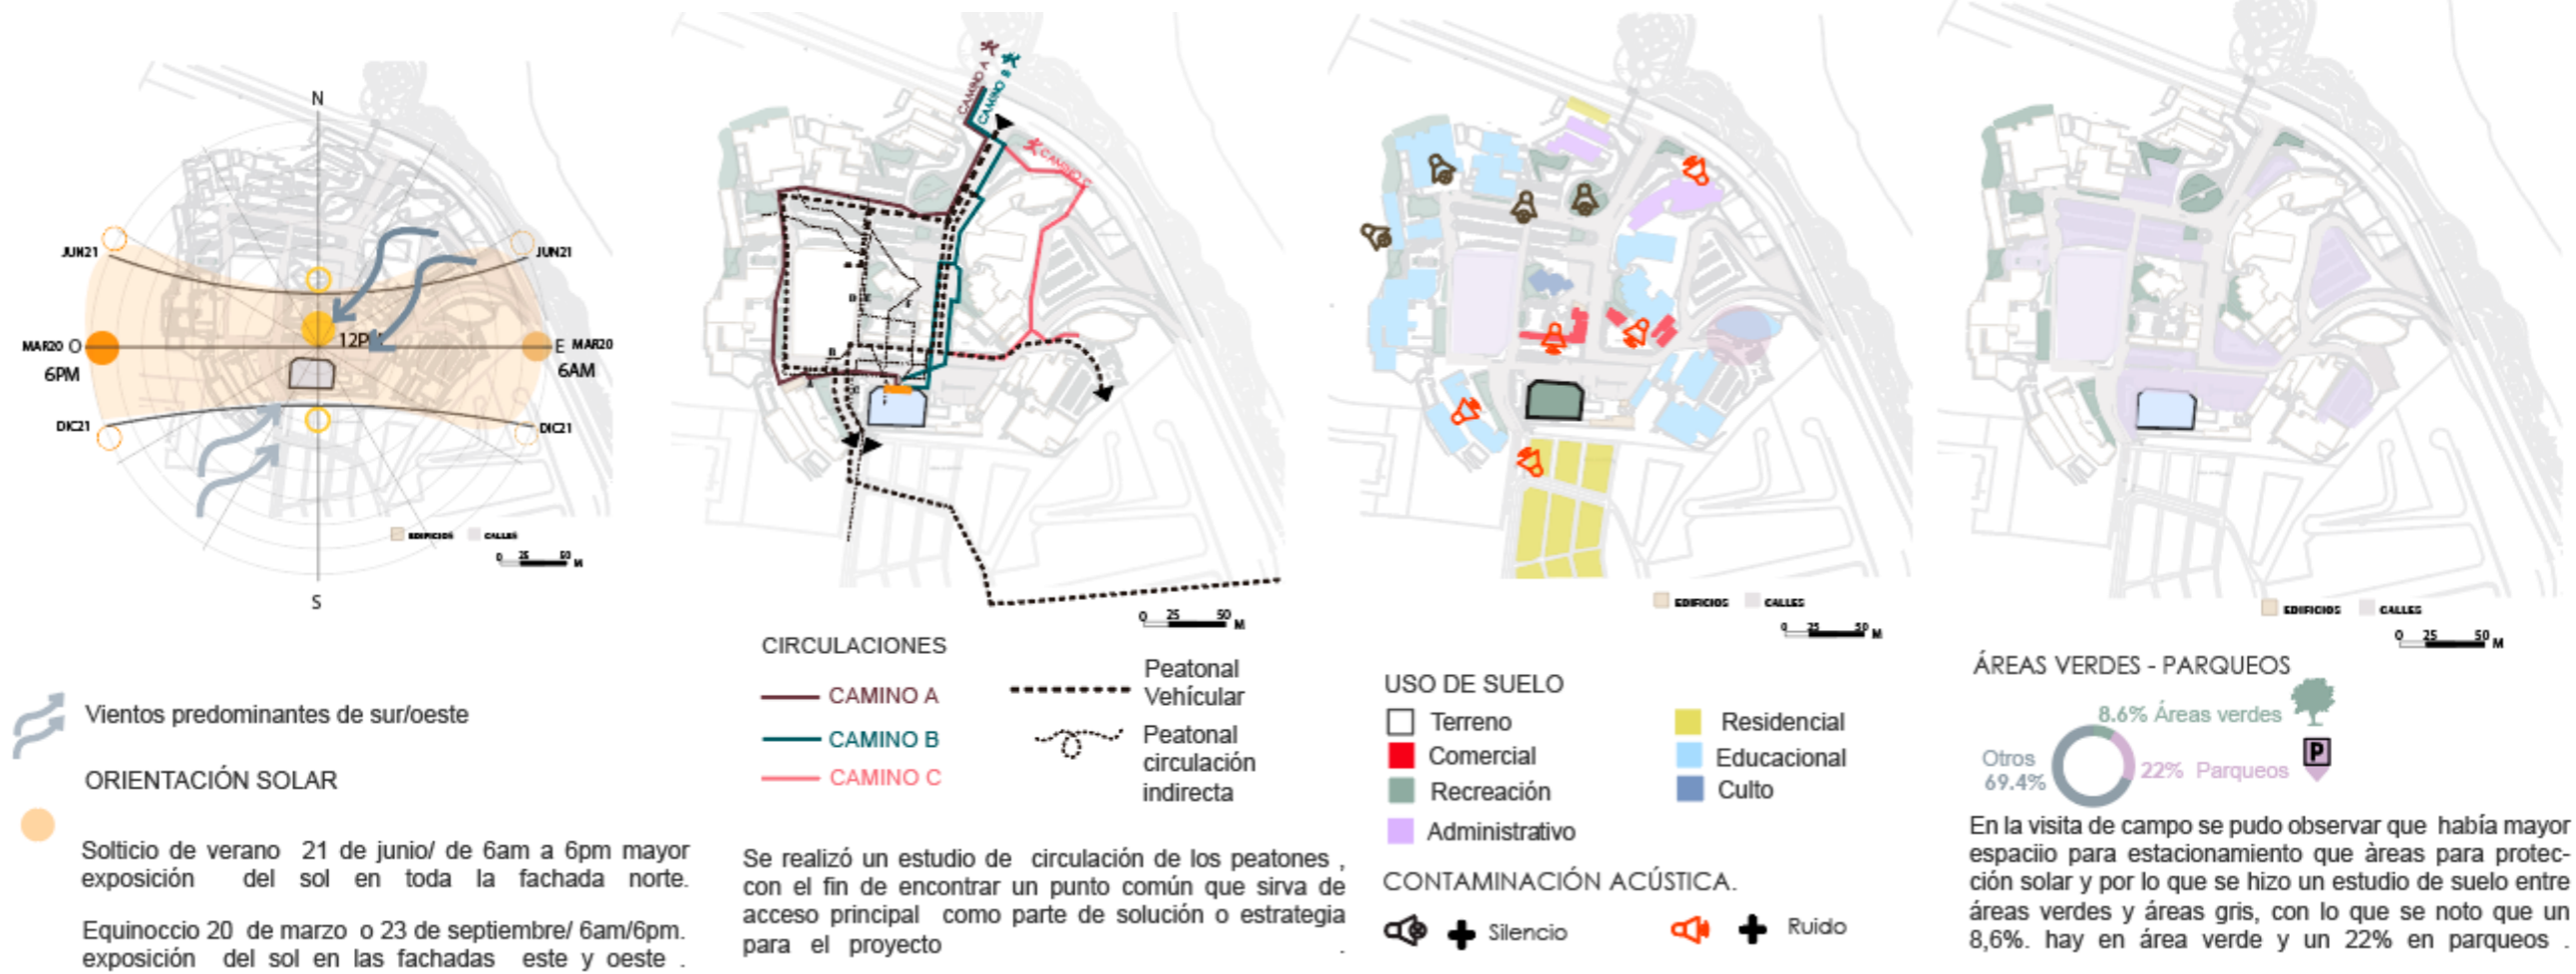 N
JUN21
JUN21
12P
MAR20 O
E MAR20
6PM
6AM
DIC21
DIC21
EDIFICIOS
CALLES
0 25 50 M
S
Vientos predominantes de sur/oeste
ORIENTACIÓN SOLAR
Solticio de verano 21 de junio/ de 6am a 6pm mayor
exposición del sol en toda la fachada norte.
Equinoccio 20 de marzo o 23 de septiembre/ 6am/6pm.
exposición del sol en las fachadas este y oeste .
CAMINO A
CAMINO B
CAMINO C
0 25 50 M
CIRCULACIONES
CAMINO A
CAMINO B
CAMINO C
Peatonal
Vehícular
Peatonal
circulación
indirecta
Se realizó un estudio de circulación de los peatones ,
con el fin de encontrar un punto común que sirva de
acceso principal como parte de solución o estrategia
para el proyecto .
EDIFICIOS
CALLES
0 25 50 M
USO DE SUELO
Terreno
Comercial
Recreación
Administrativo
Residencial
Educacional
Culto
CONTAMINACIÓN ACÚSTICA.
+ Silencio
+ Ruido
EDIFICIOS
CALLES
0 25 50 M
ÁREAS VERDES - PARQUEOS
8.6% Áreas verdes
Otros
69.4%
22% Parqueos
P
En la visita de campo se pudo observar que había mayor
espaciio para estacionamiento que àreas para protec-
ción solar y por lo que se hizo un estudio de suelo entre
áreas verdes y áreas gris, con lo que se noto que un
8,6%. hay en área verde y un 22% en parqueos .